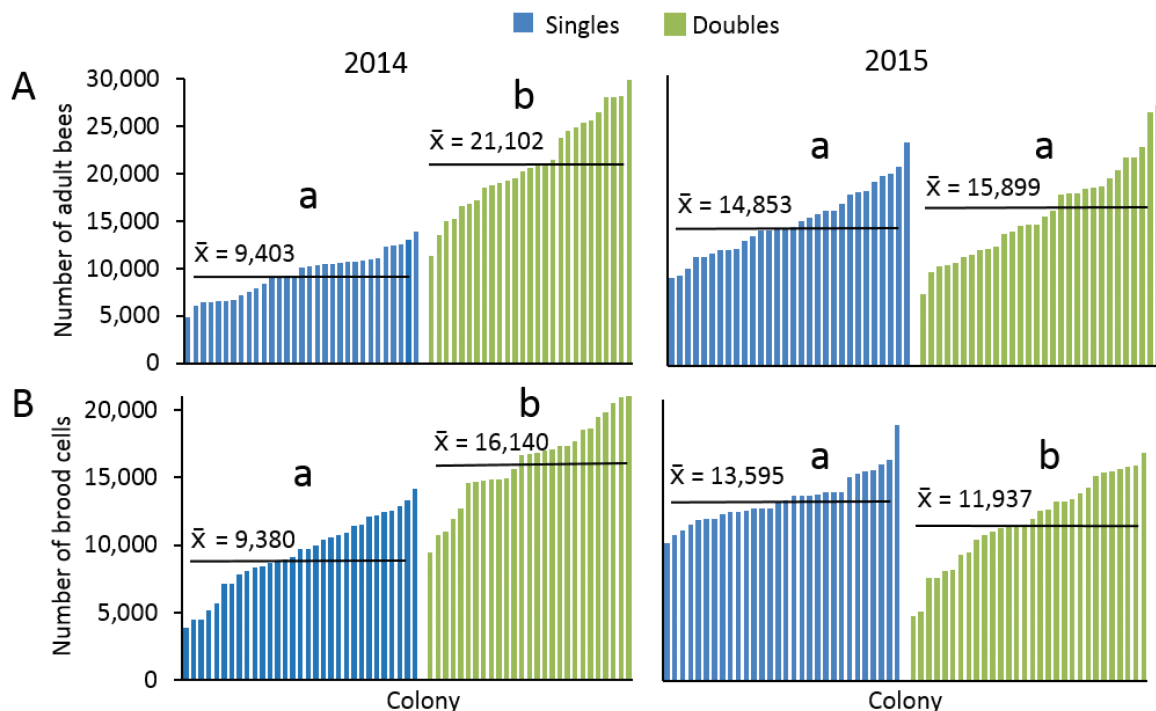 Singles Doubles
2014 2015
A
Number of adult bees
30,000
25,000
20,000
15,000
10,000
5,000
0
a
x̄ = 9,403
b
x̄ = 21,102
a
x̄ = 14,853
a
x̄ = 15,899
B
Number of brood cells
20,000
15,000
10,000
5,000
0
a
x̄ = 9,380
b
x̄ = 16,140
a
x̄ = 13,595
b
x̄ = 11,937
Colony Colony